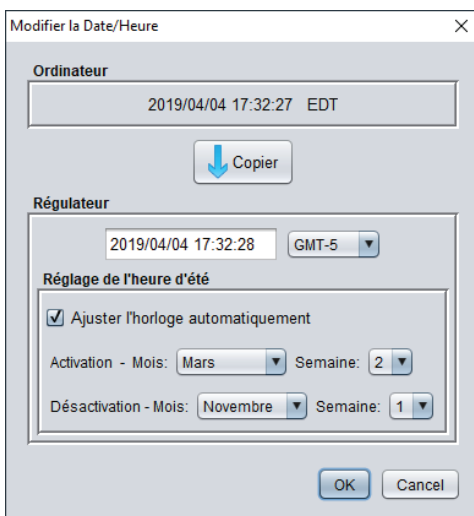 Modifier la Date/Heure
Ordinateur
2019/04/04 17:32:27 EDT
Copier
Régulateur
2019/04/04 17:32:28 GMT-5
Réglage de l'heure d'été
Ajuster l'horloge automatiquement
Activation - Mois: Mars Semaine: 2
Désactivation - Mois: Novembre Semaine: 1
OK Cancel